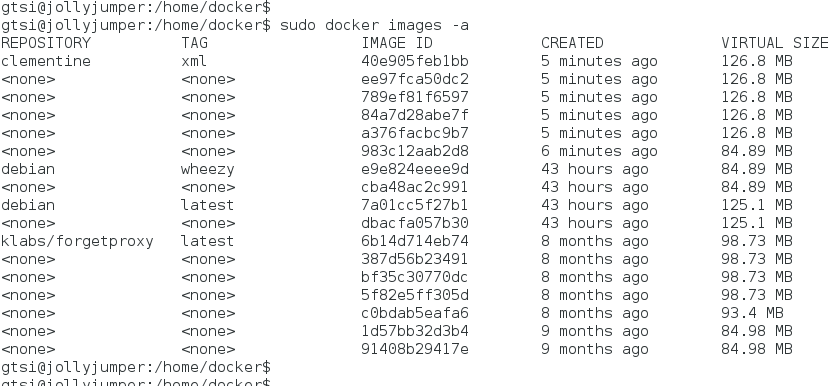 gtsi@jollyjumper:/home/docker$
gtsi@jollyjumper:/home/docker$ sudo docker images -a
REPOSITORY TAG IMAGE ID CREATED VIRTUAL SIZE
clementine xml 40e905feb1bb 5 minutes ago 126.8 MB
<none> <none> ee97fca50dc2 5 minutes ago 126.8 MB
<none> <none> 789ef81f6597 5 minutes ago 126.8 MB
<none> <none> 84a7d28abe7f 5 minutes ago 126.8 MB
<none> <none> a376facbc9b7 5 minutes ago 126.8 MB
<none> <none> 983c12aab2d8 6 minutes ago 84.89 MB
debian wheezy e9e824eeee9d 43 hours ago 84.89 MB
<none> <none> cba48ac2c991 43 hours ago 84.89 MB
debian latest 7a01cc5f27b1 43 hours ago 125.1 MB
<none> <none> dbacfa057b30 43 hours ago 125.1 MB
klabs/forgetproxy latest 6b14d714eb74 8 months ago 98.73 MB
<none> <none> 387d56b23491 8 months ago 98.73 MB
<none> <none> bf35c30770dc 8 months ago 98.73 MB
<none> <none> 5f82e5ff305d 8 months ago 98.73 MB
<none> <none> c0bdab5eafa6 8 months ago 93.4 MB
<none> <none> 1d57bb32d3b4 9 months ago 84.98 MB
<none> <none> 91408b29417e 9 months ago 84.98 MB
gtsi@jollyjumper:/home/docker$
gtsi@jollyjumper:/home/docker$